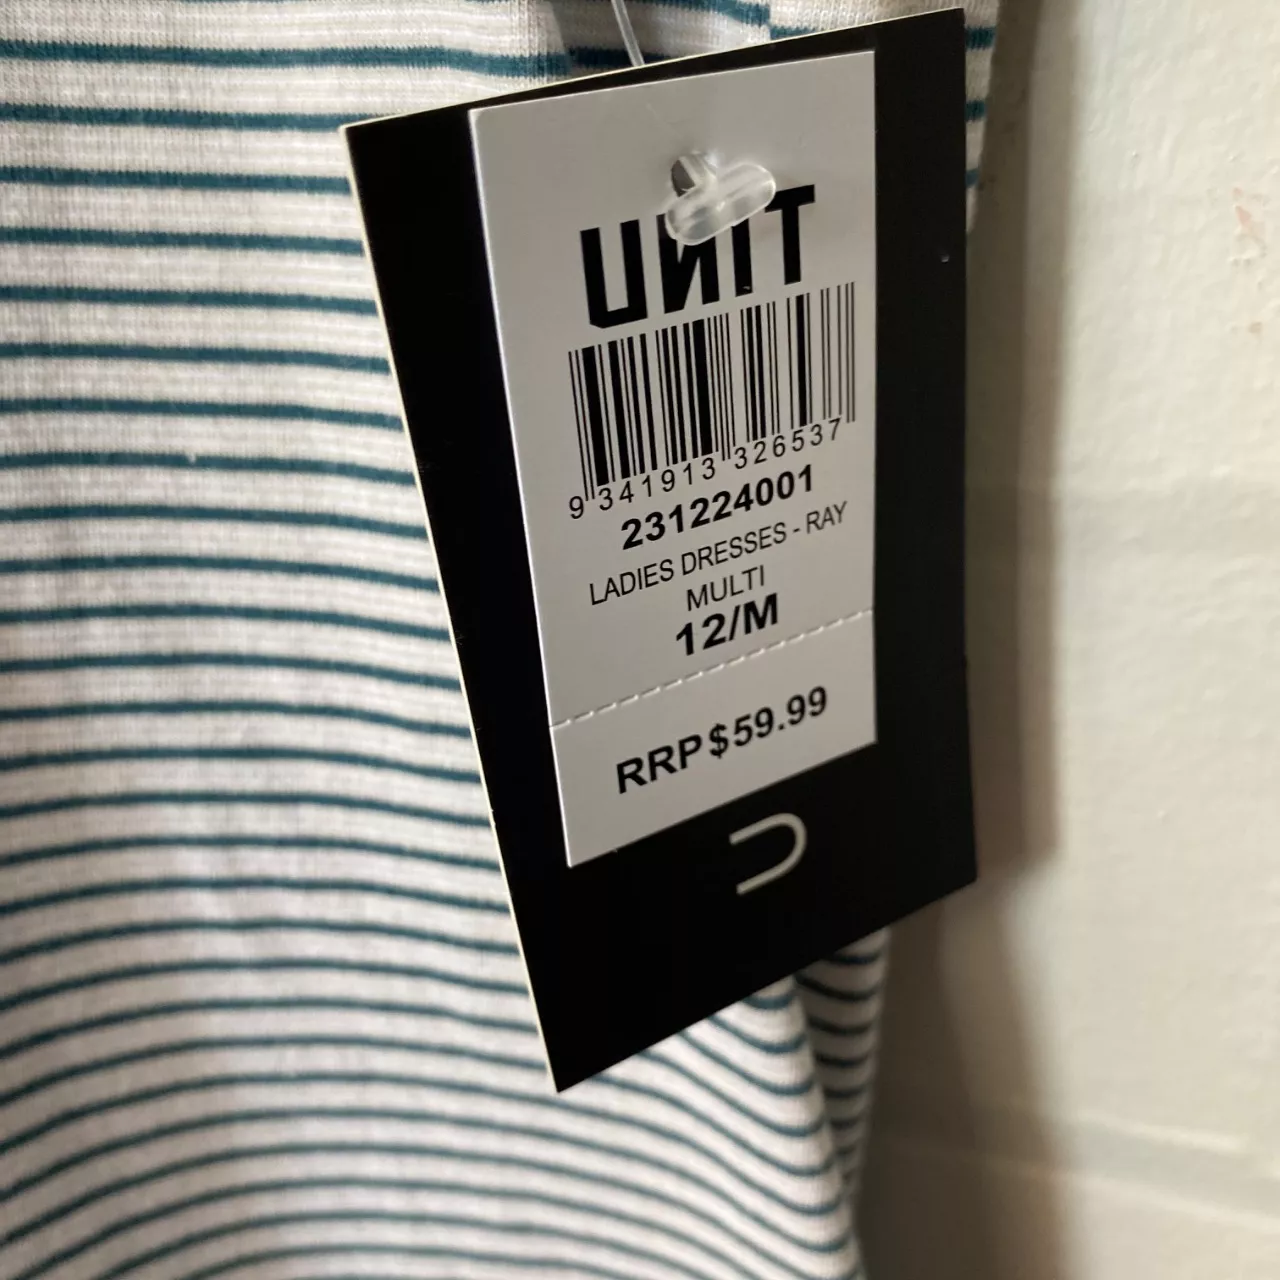 UNIT
9 341913 326537
231224001
LADIES DRESSES - RAY
MULTI
12/M
RRP $59.99